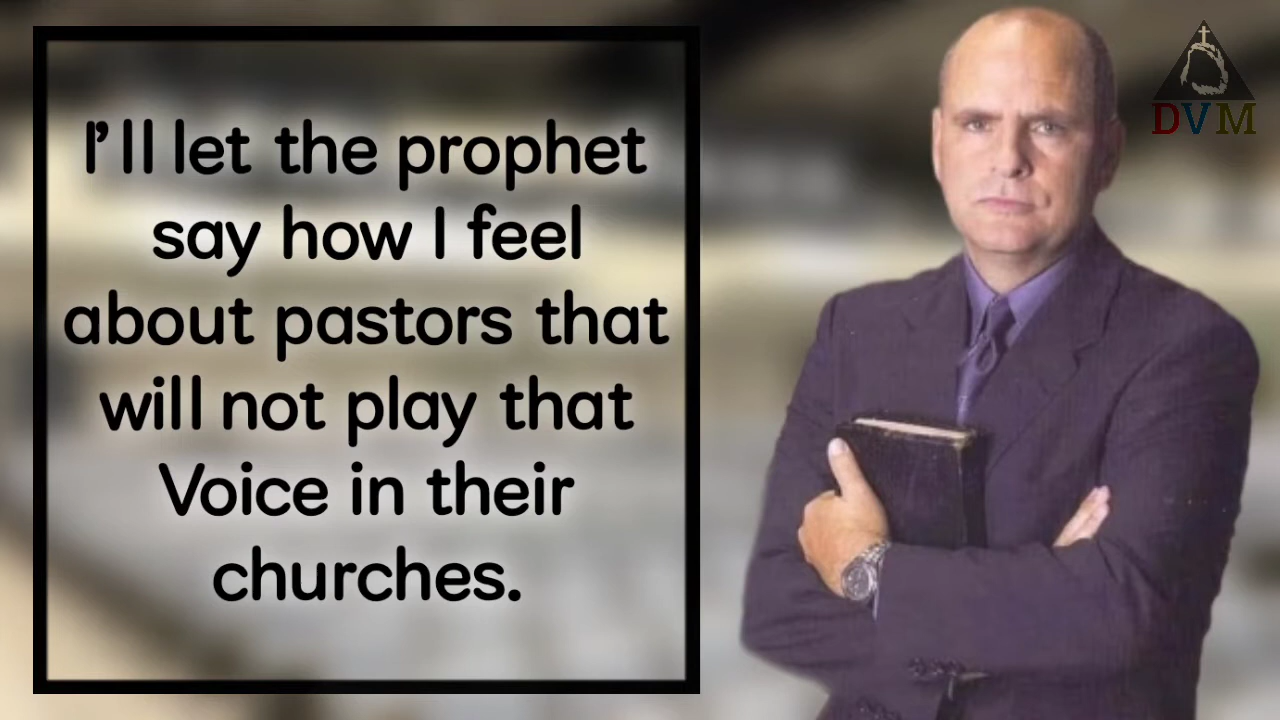 I’ll let the prophet
say how I feel
about pastors that
will not play that
Voice in their
churches.
DVM